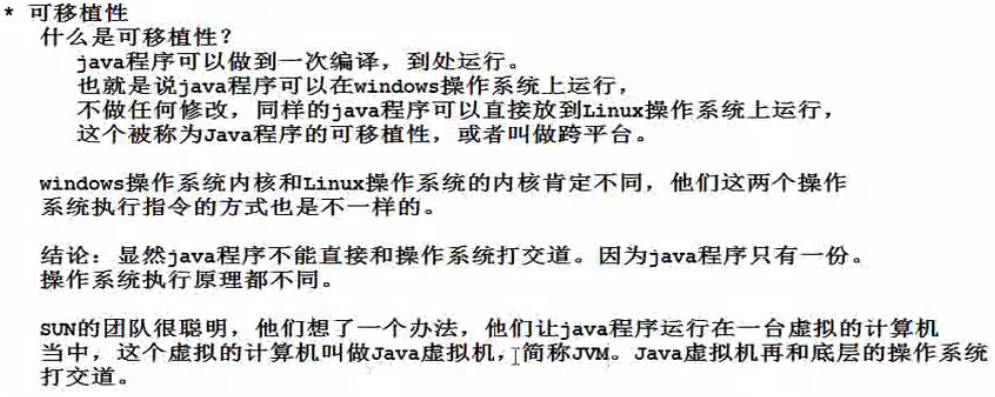 * 可移植性
什么是可移植性？
java程序可以做到一次编译，到处运行。
也就是说java程序可以在windows操作系统上运行，
不做任何修改，同样的java程序可以直接放到Linux操作系统上运行，
这个被称为Java程序的可移植性，或者叫做跨平台。
windows操作系统内核和Linux操作系统的内核肯定不同，他们这两个操作
系统执行指令的方式也是不一样的。
结论：显然java程序不能直接和操作系统打交道。因为java程序只有一份。
操作系统执行原理都不同。
SUN的团队很聪明，他们想了一个办法，他们让java程序运行在一台虚拟的计算机
当中，这个虚拟的计算机叫做Java虚拟机，简称JVM。Java虚拟机再和底层的操作系统
打交道。